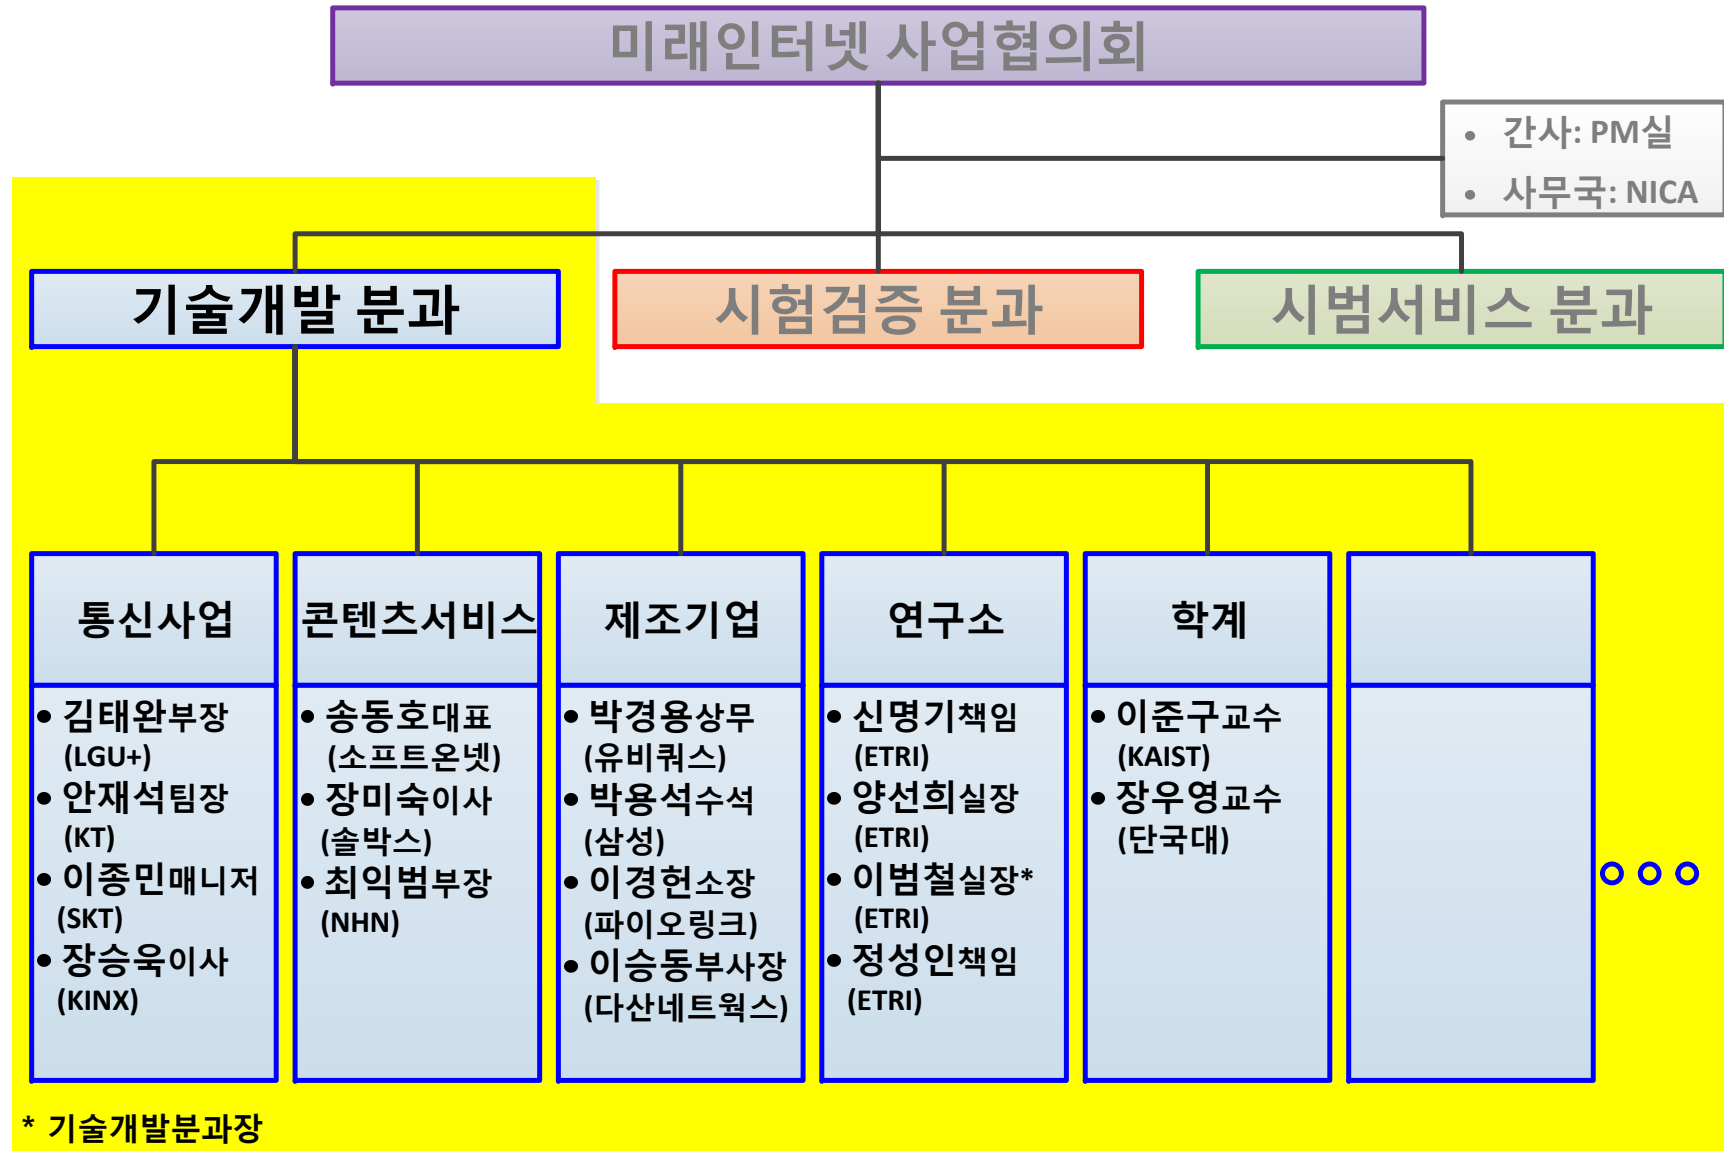 미래인터넷 사업협의회
• 간사: PM실
• 사무국: NICA
기술개발 분과
시험검증 분과
시범서비스 분과
통신사업
• 김태완부장
(LGU+)
• 안재석팀장
(KT)
• 이종민매니저
(SKT)
• 장승욱이사
(KINX)
콘텐츠서비스
• 송동호대표
(소프트온넷)
• 장미숙이사
(솔박스)
• 최익범부장
(NHN)
제조기업
• 박경용상무
(유비쿼스)
• 박용석수석
(삼성)
• 이경헌소장
(파이오링크)
• 이승동부사장
(다산네트웍스)
연구소
• 신명기책임
(ETRI)
• 양선희실장
(ETRI)
• 이범철실장*
(ETRI)
• 정성인책임
(ETRI)
학계
• 이준구교수
(KAIST)
• 장우영교수
(단국대)
* 기술개발분과장